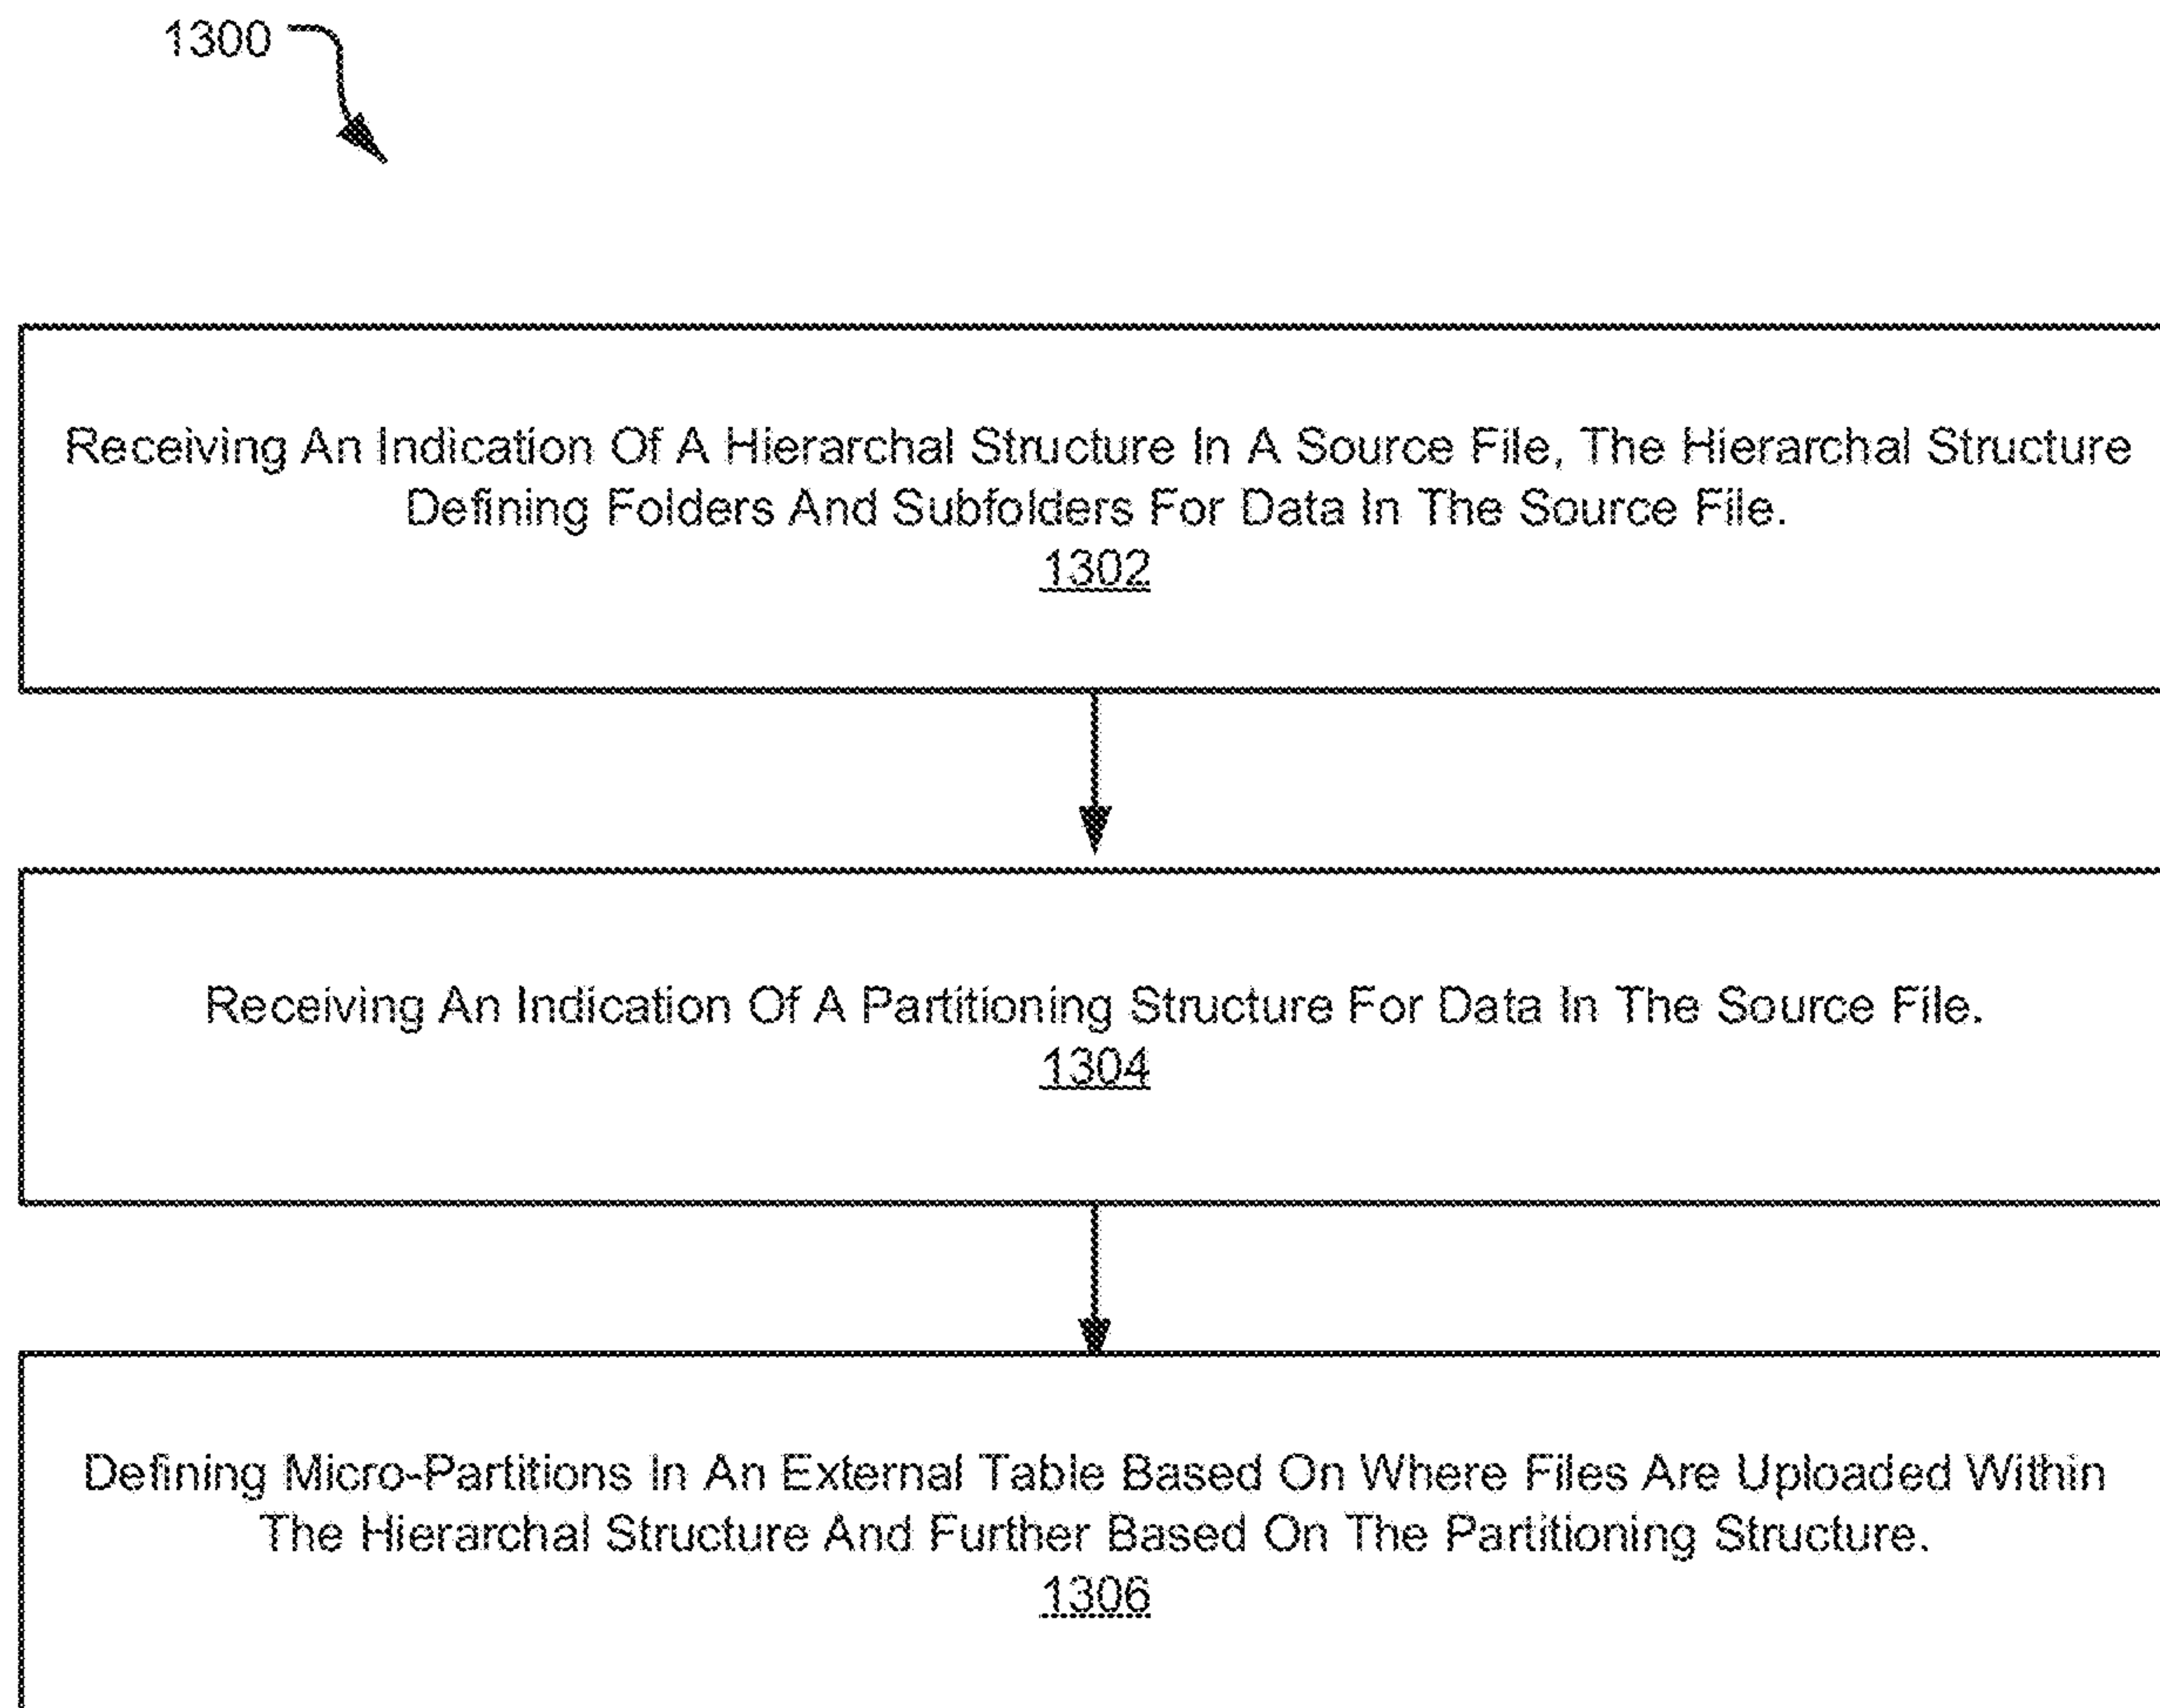 1300
Receiving An Indication Of A Hierarchal Structure In A Source File, The Hierarchal Structure
Defining Folders And Subfolders For Data In The Source File.
1302
Receiving An Indication Of A Partitioning Structure For Data In The Source File.
1304
Defining Micro-Partitions In An External Table Based On Where Files Are Uploaded Within
The Hierarchal Structure And Further Based On The Partitioning Structure.
1306